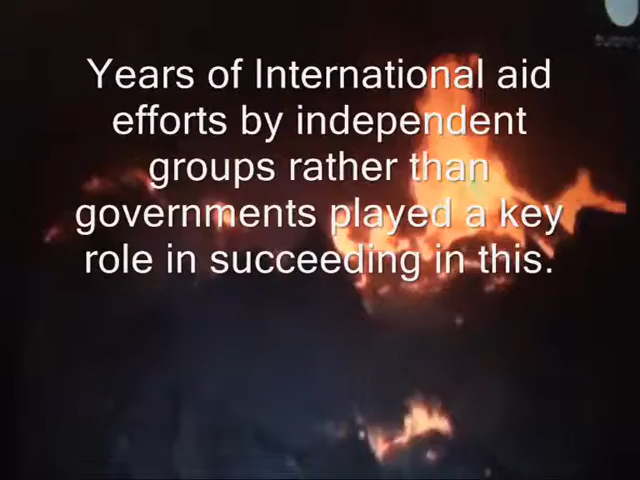 Years of International aid
efforts by independent
groups rather than
governments played a key
role in succeeding in this.